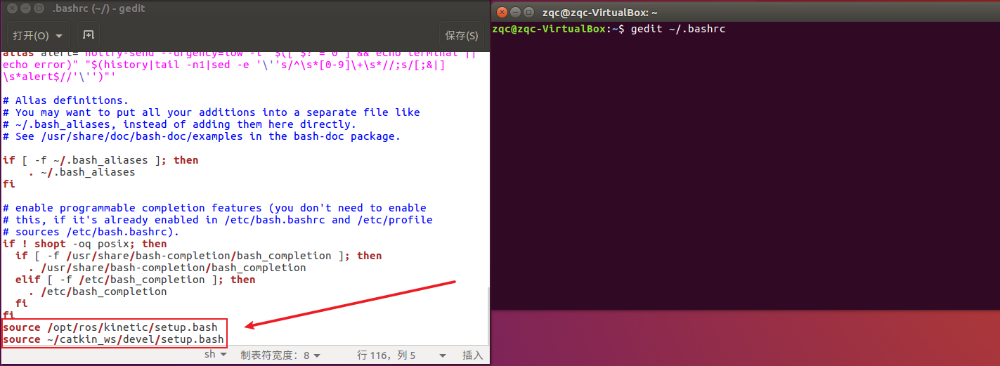 .bashrc (~/) - gedit
打开(O)
保存(S)
alias alert='notify-send --urgency=low -i "$([ $? = 0 ] && echo terminal ||
echo error)" "$(history|tail -n1|sed -e '\''s/^\s*[0-9]\+\s*//;s/[;&|]
\s*alert$//'\'')"'
# Alias definitions.
# You may want to put all your additions into a separate file like
# ~/.bash_aliases, instead of adding them here directly.
# See /usr/share/doc/bash-doc/examples in the bash-doc package.
if [ -f ~/.bash_aliases ]; then
    . ~/.bash_aliases
fi
# enable programmable completion features (you don't need to enable
# this, if it's already enabled in /etc/bash.bashrc and /etc/profile
# sources /etc/bash.bashrc).
if ! shopt -oq posix; then
  if [ -f /usr/share/bash-completion/bash_completion ]; then
    . /usr/share/bash-completion/bash_completion
  elif [ -f /etc/bash_completion ]; then
    . /etc/bash_completion
  fi
fi
source /opt/ros/kinetic/setup.bash
source ~/catkin_ws/devel/setup.bash
sh
制表符宽度：8
行 116，列 5
插入
zqc@zqc-VirtualBox: ~
zqc@zqc-VirtualBox:~$ gedit ~/.bashrc